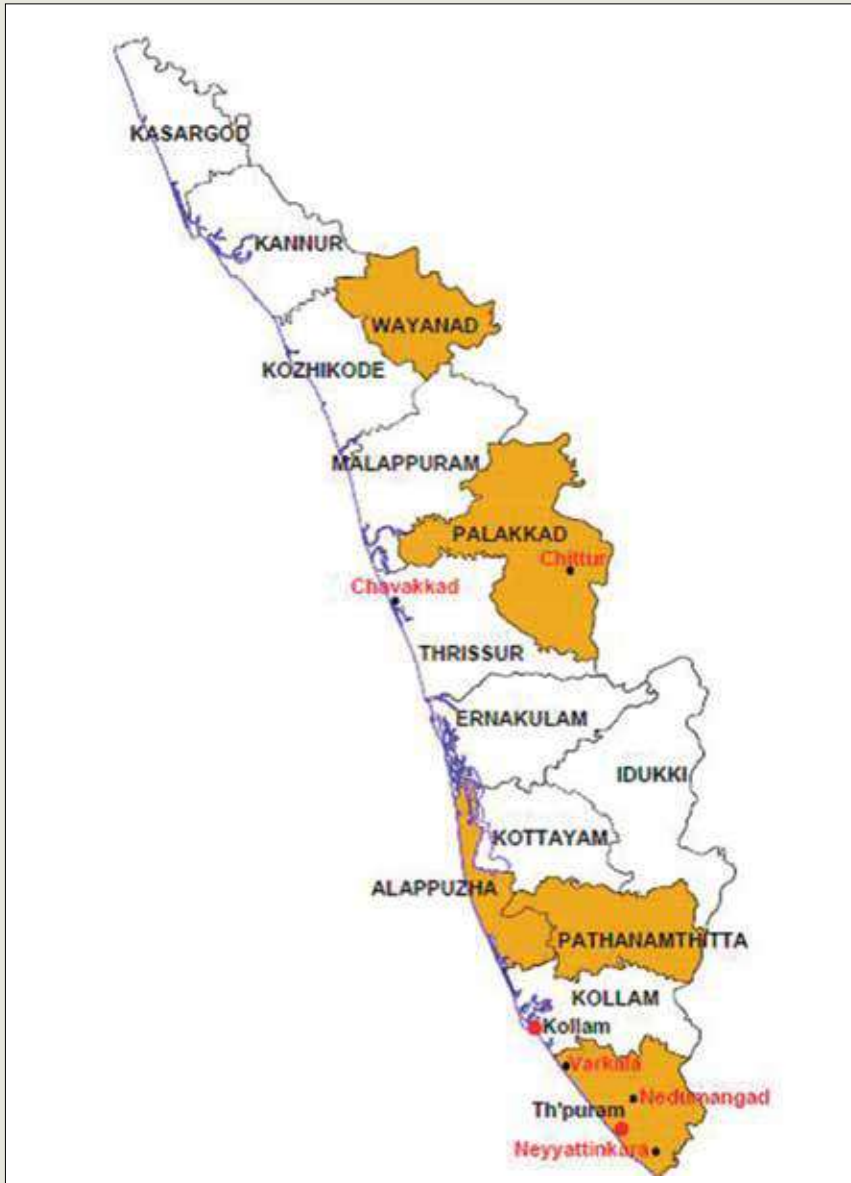 KASARGOD
KANNUR
WAYANAD
KOZHIKODE
MALAPPURAM
PALAKKAD
Chittur
Chavakkad
THRISSUR
ERNAKULAM
IDUKKI
KOTTAYAM
ALAPPUZHA
PATHANAMTHITTA
KOLLAM
Kollam
Varkala
Nedumangad
Th'puram
Neyyattinkara